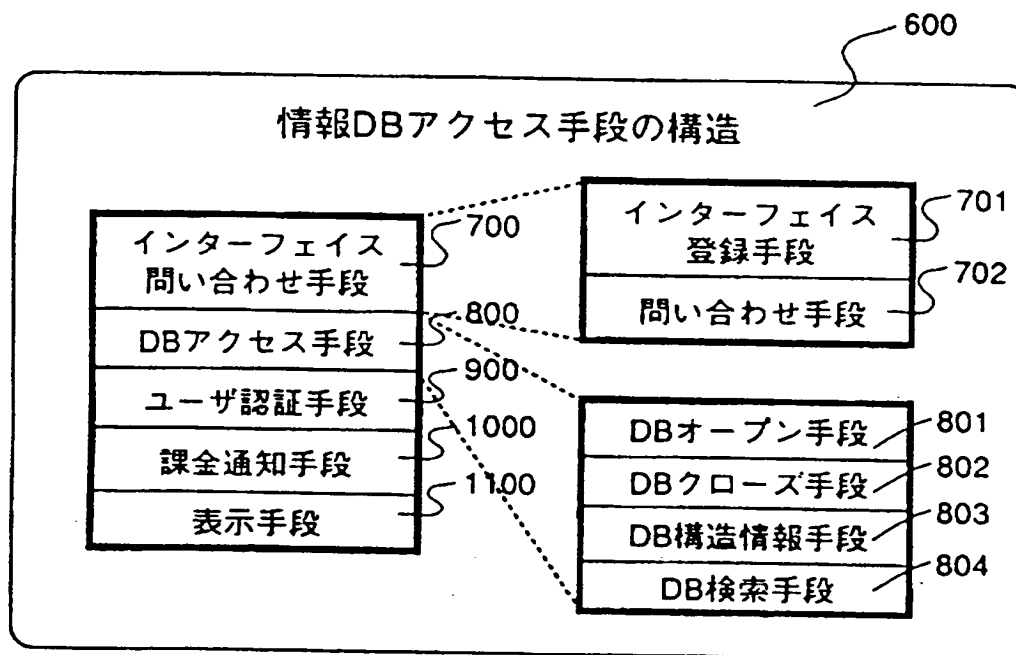 600
情報DBアクセス手段の構造
インターフェイス
問い合わせ手段
700
DBアクセス手段
800
ユーザ認証手段
900
課金通知手段
1000
表示手段
1100
インターフェイス
登録手段
701
問い合わせ手段
702
DBオープン手段
801
DBクローズ手段
802
DB構造情報手段
803
DB検索手段
804